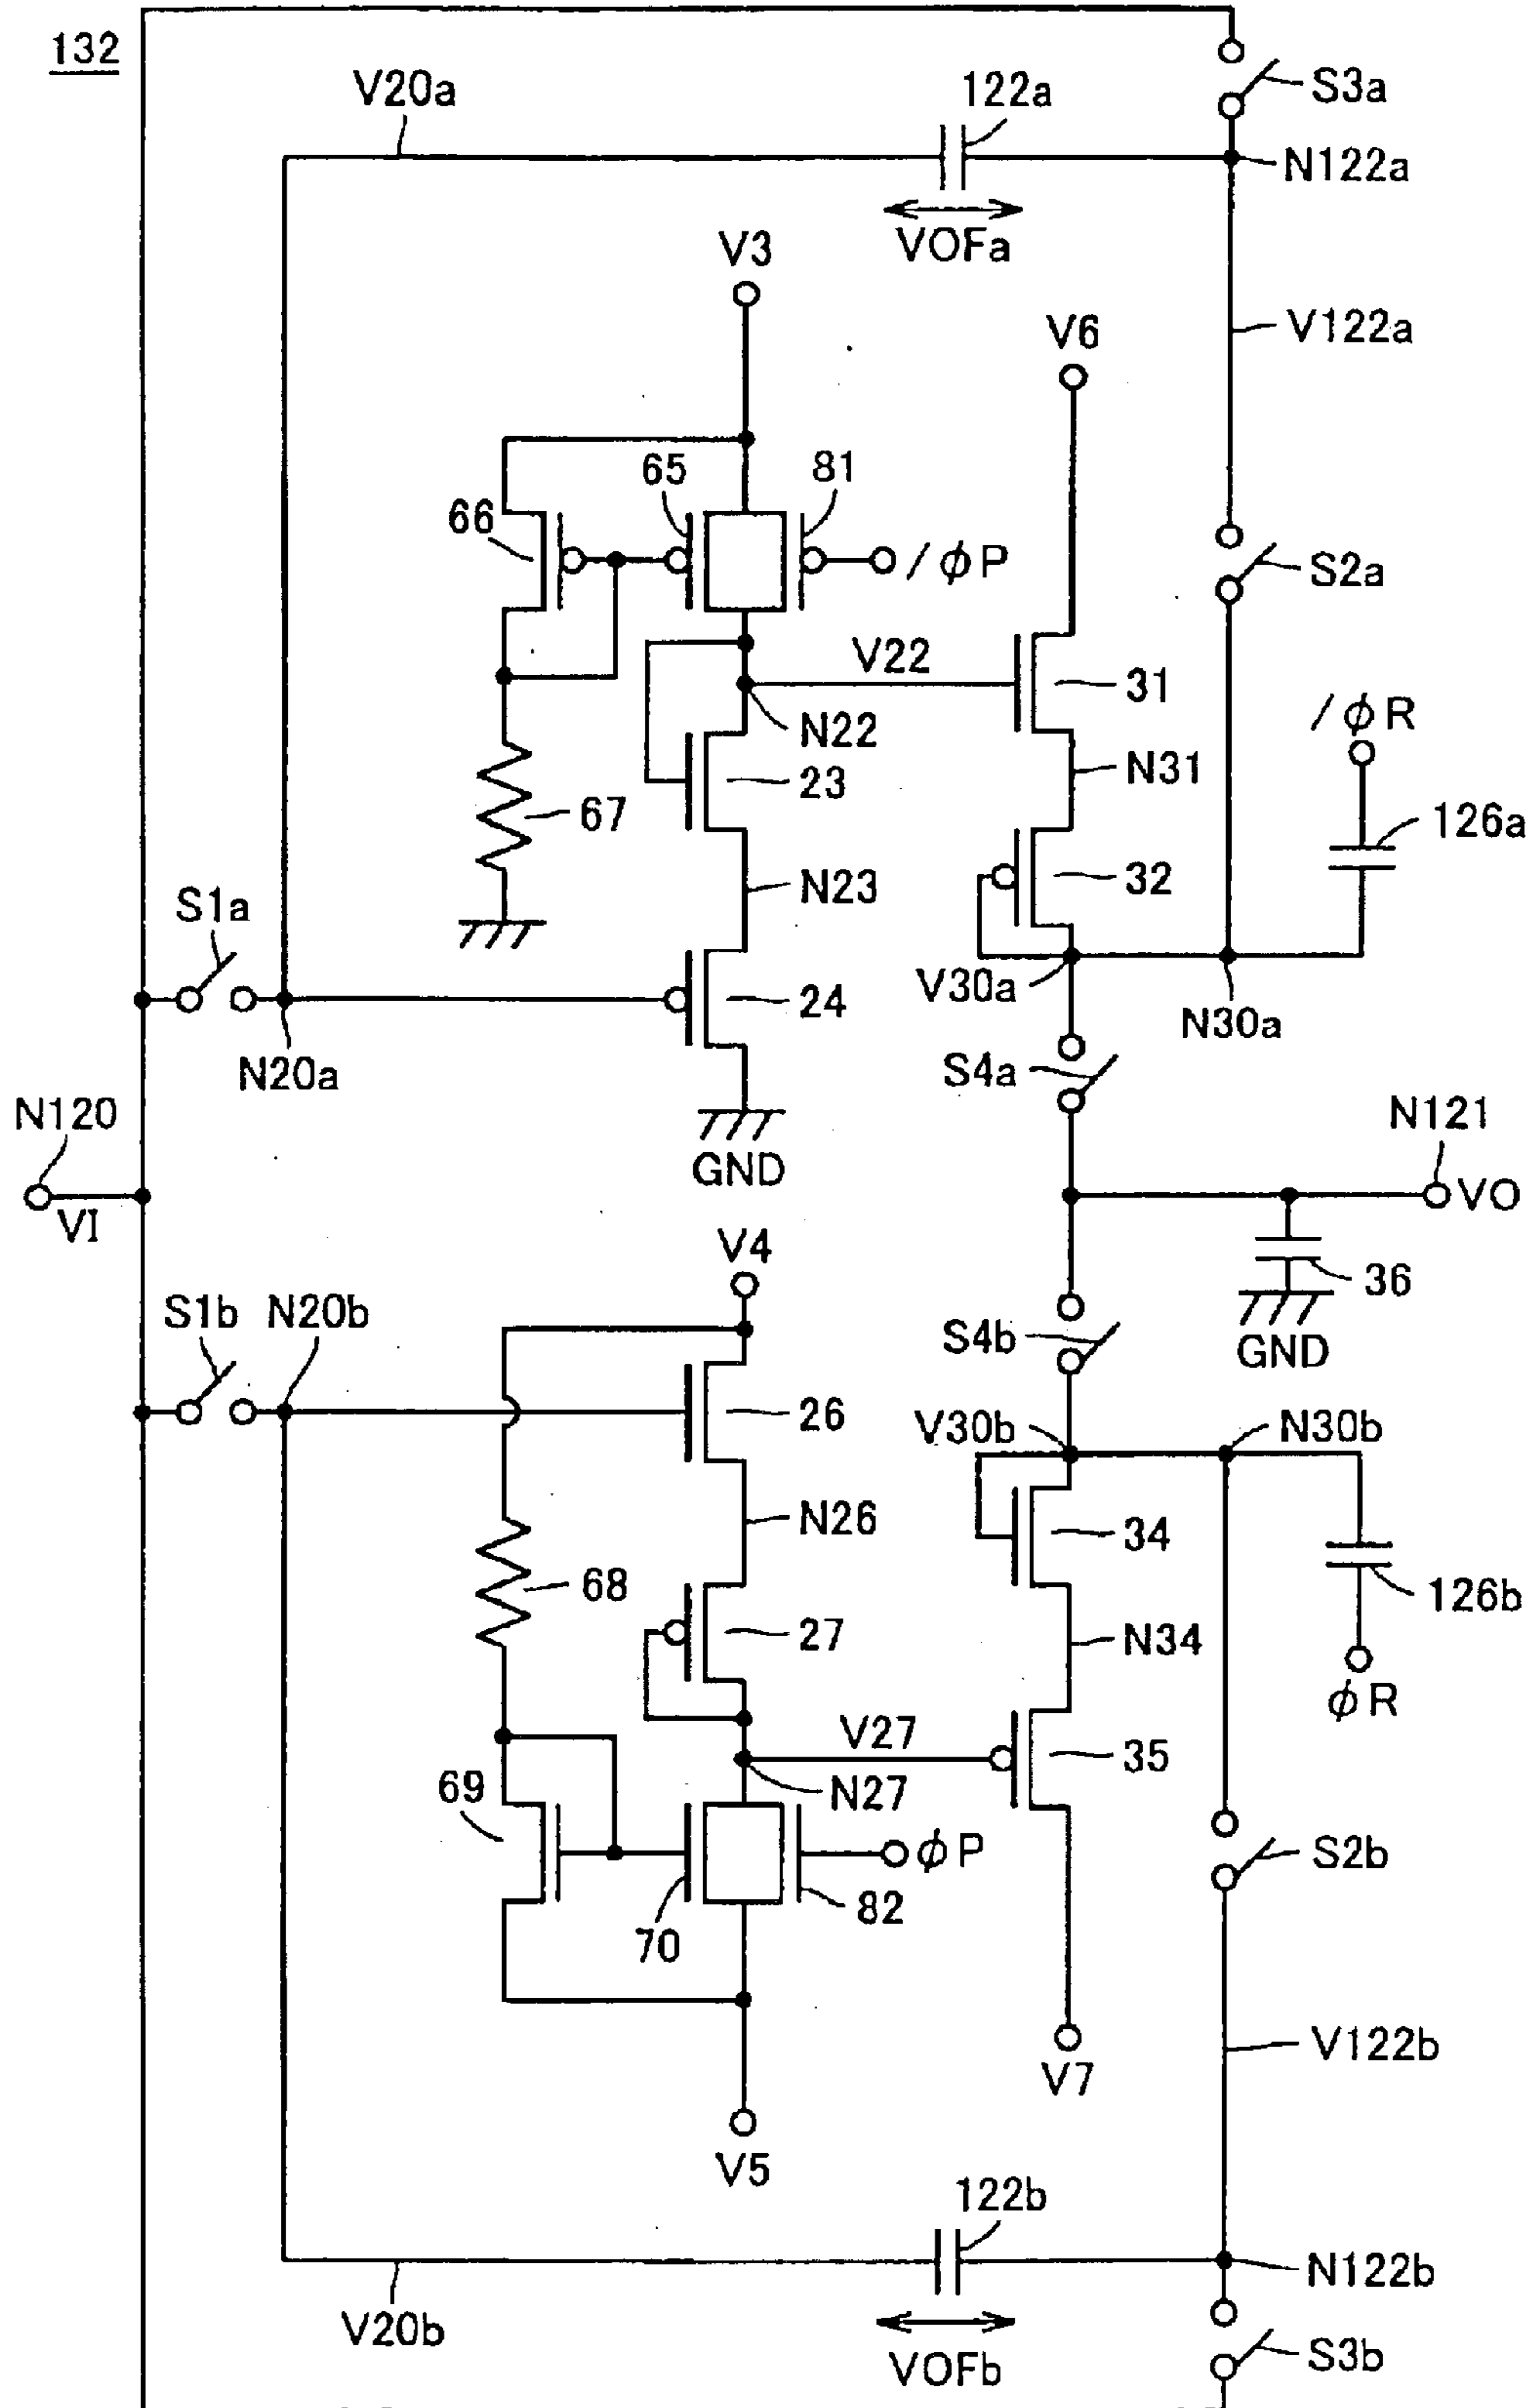 132
V20a
122a
S3a
N122a
VOFa
V3
V6
V122a
65
81
66
/φP
S2a
V22
31
/φR
N22
23
N31
67
126a
32
N23
S1a
V30a
24
N30a
N20a
S4a
N120
N121
GND
VI
VO
V4
36
S1b
N20b
S4b
GND
26
V30b
N30b
N26
34
68
126b
27
N34
φR
V27
35
69
N27
φP
S2b
82
70
V122b
V7
V5
122b
N122b
V20b
VOFb
S3b